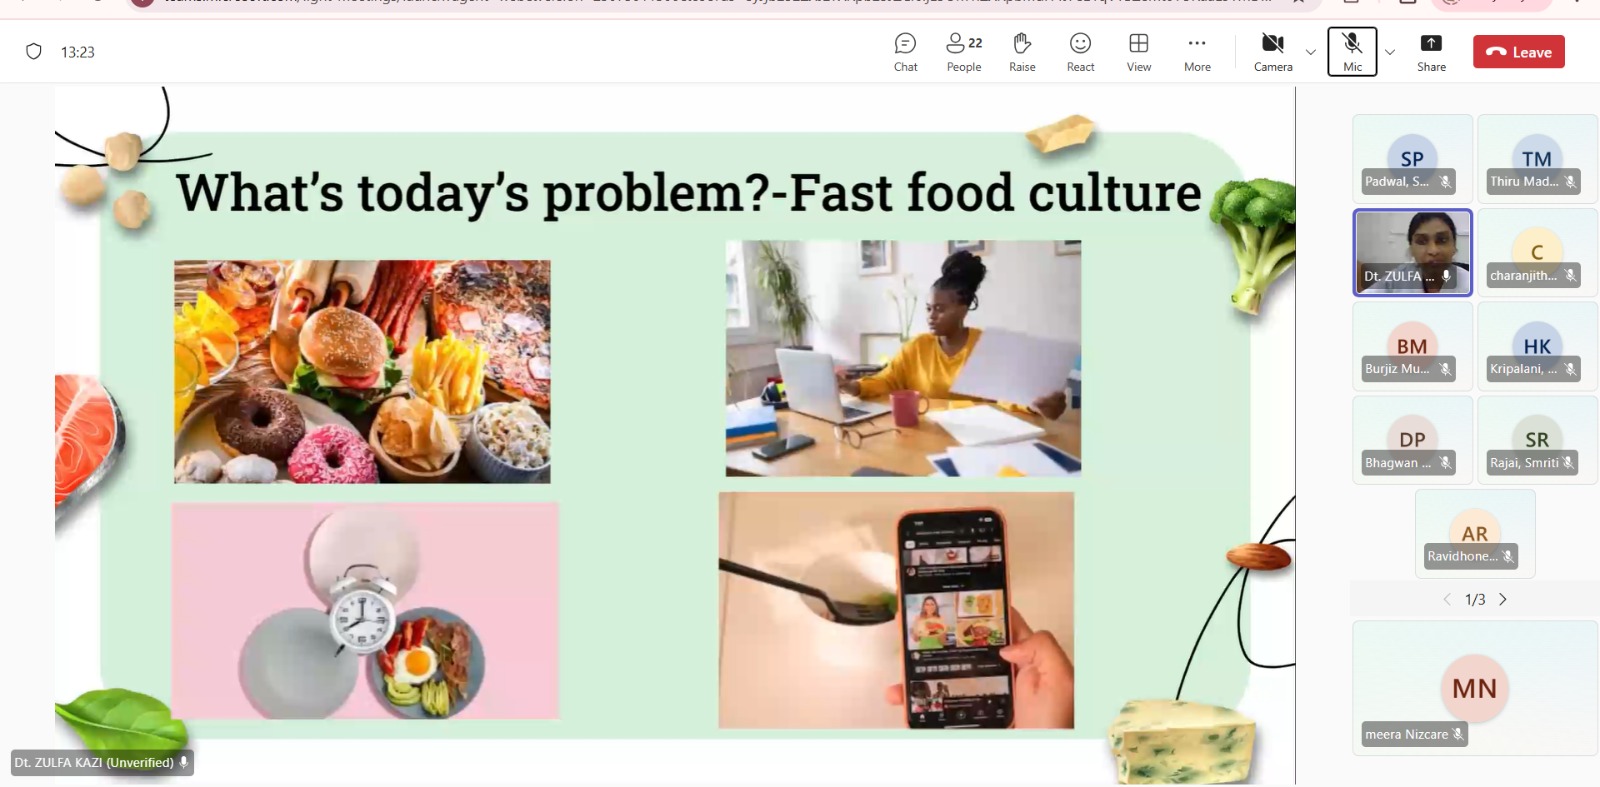 13:23
Chat
22
People
Raise
React
View
More
Camera
Mic
Share
Leave
What's today's problem?-Fast food culture
SP
Padwal, S...
TM
Thiru Mad...
Dt. ZULFA ...
C
charanjith...
BM
Burjiz Mu...
HK
Kripalani, ...
DP
Bhagwan ...
SR
Rajai, Smriti
AR
Ravidhone...
1/3
MN
meera Nizcare
Dt. ZULFA KAZI (Unverified)